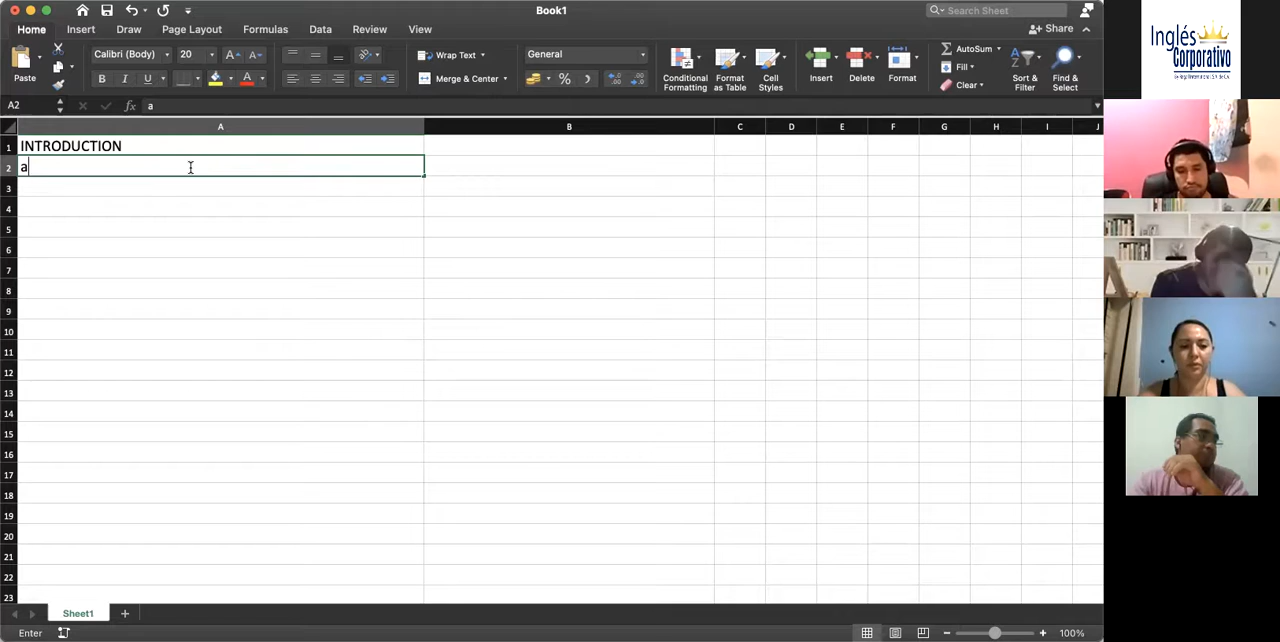 Book1
Search Sheet
Home Insert Draw Page Layout Formulas Data Review View
Share
Paste
Calibri (Body) 20 A A
B I U A
Wrap Text
Merge & Center
General
%
Conditional Formatting
Format as Table
Cell Styles
Insert
Delete
Format
AutoSum
Fill
Clear
Sort & Filter
Find & Select
A2 fx a
A B C D E F G H I J
1 INTRODUCTION
2 a
3
4
5
6
7
8
9
10
11
12
13
14
15
16
17
18
19
20
21
22
23
Sheet1
Enter
100%
Inglés
Corporativo